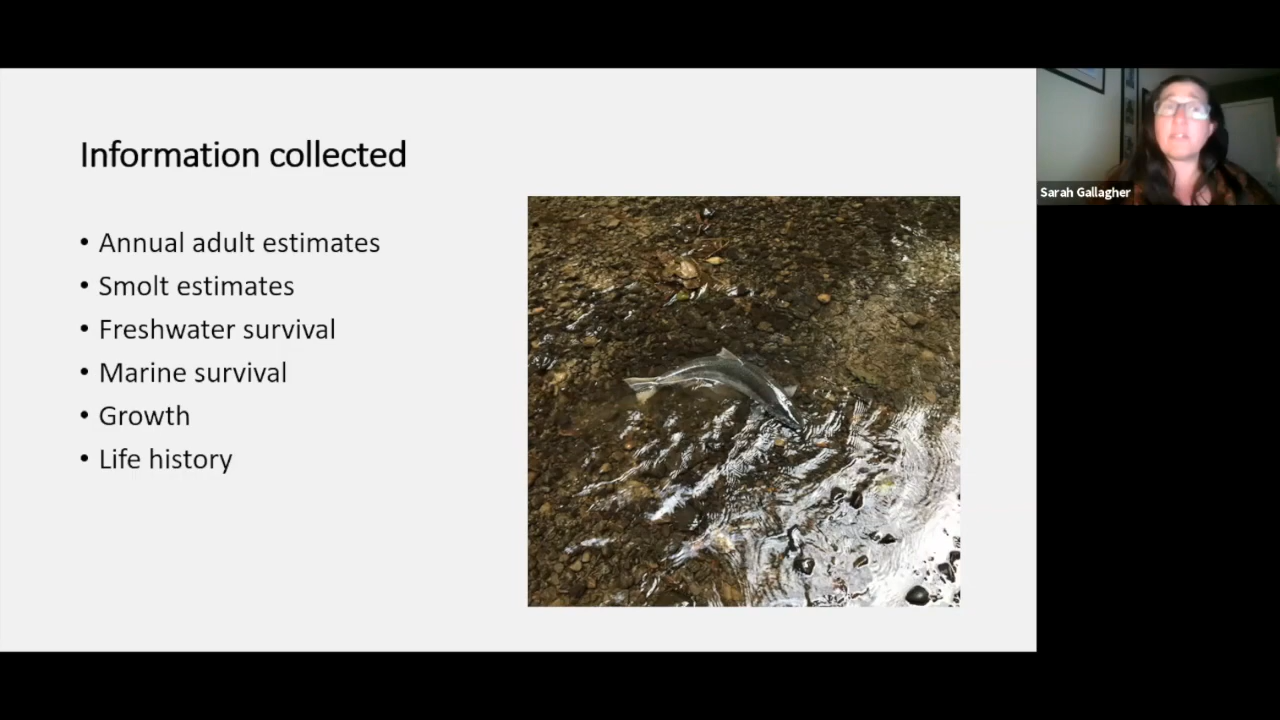 Information collected
• Annual adult estimates
• Smolt estimates
• Freshwater survival
• Marine survival
• Growth
• Life history
Sarah Gallagher